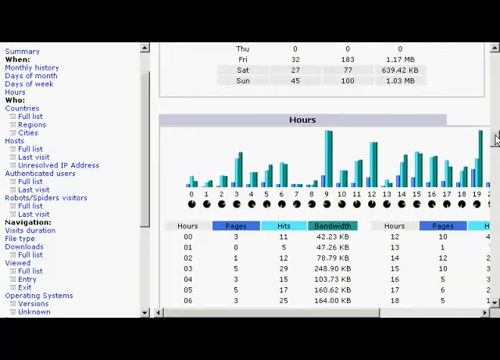 Summary
When:
Monthly history
Days of month
Days of week
Hours
Who:
Countries
Full list
Regions
Cities
Hosts
Full list
Last visit
Unresolved IP Address
Authenticated users
Full list
Last visit
Robots/Spiders visitors
Full list
Last visit
Navigation:
Visits duration
File type
Downloads
Full list
Viewed
Full list
Entry
Exit
Operating Systems
Versions
Unknown
Thu 0 0 0
Fri 32 183 1.17 MB
Sat 27 77 639.42 KB
Sun 45 100 1.03 MB
Hours
0 1 2 3 4 5 6 7 8 9 10 11 12 13 14 15 16 17 18 19
Hours Pages Hits Bandwidth Hours Pages H
00 3 11 42.23 KB 12 10
01 0 5 47.26 KB 13 1
02 1 12 78.79 KB 14 12
03 5 29 248.90 KB 15 10
04 3 15 103.73 KB 16 5
05 5 17 160.62 KB 17 6
06 3 25 164.00 KB 18 5